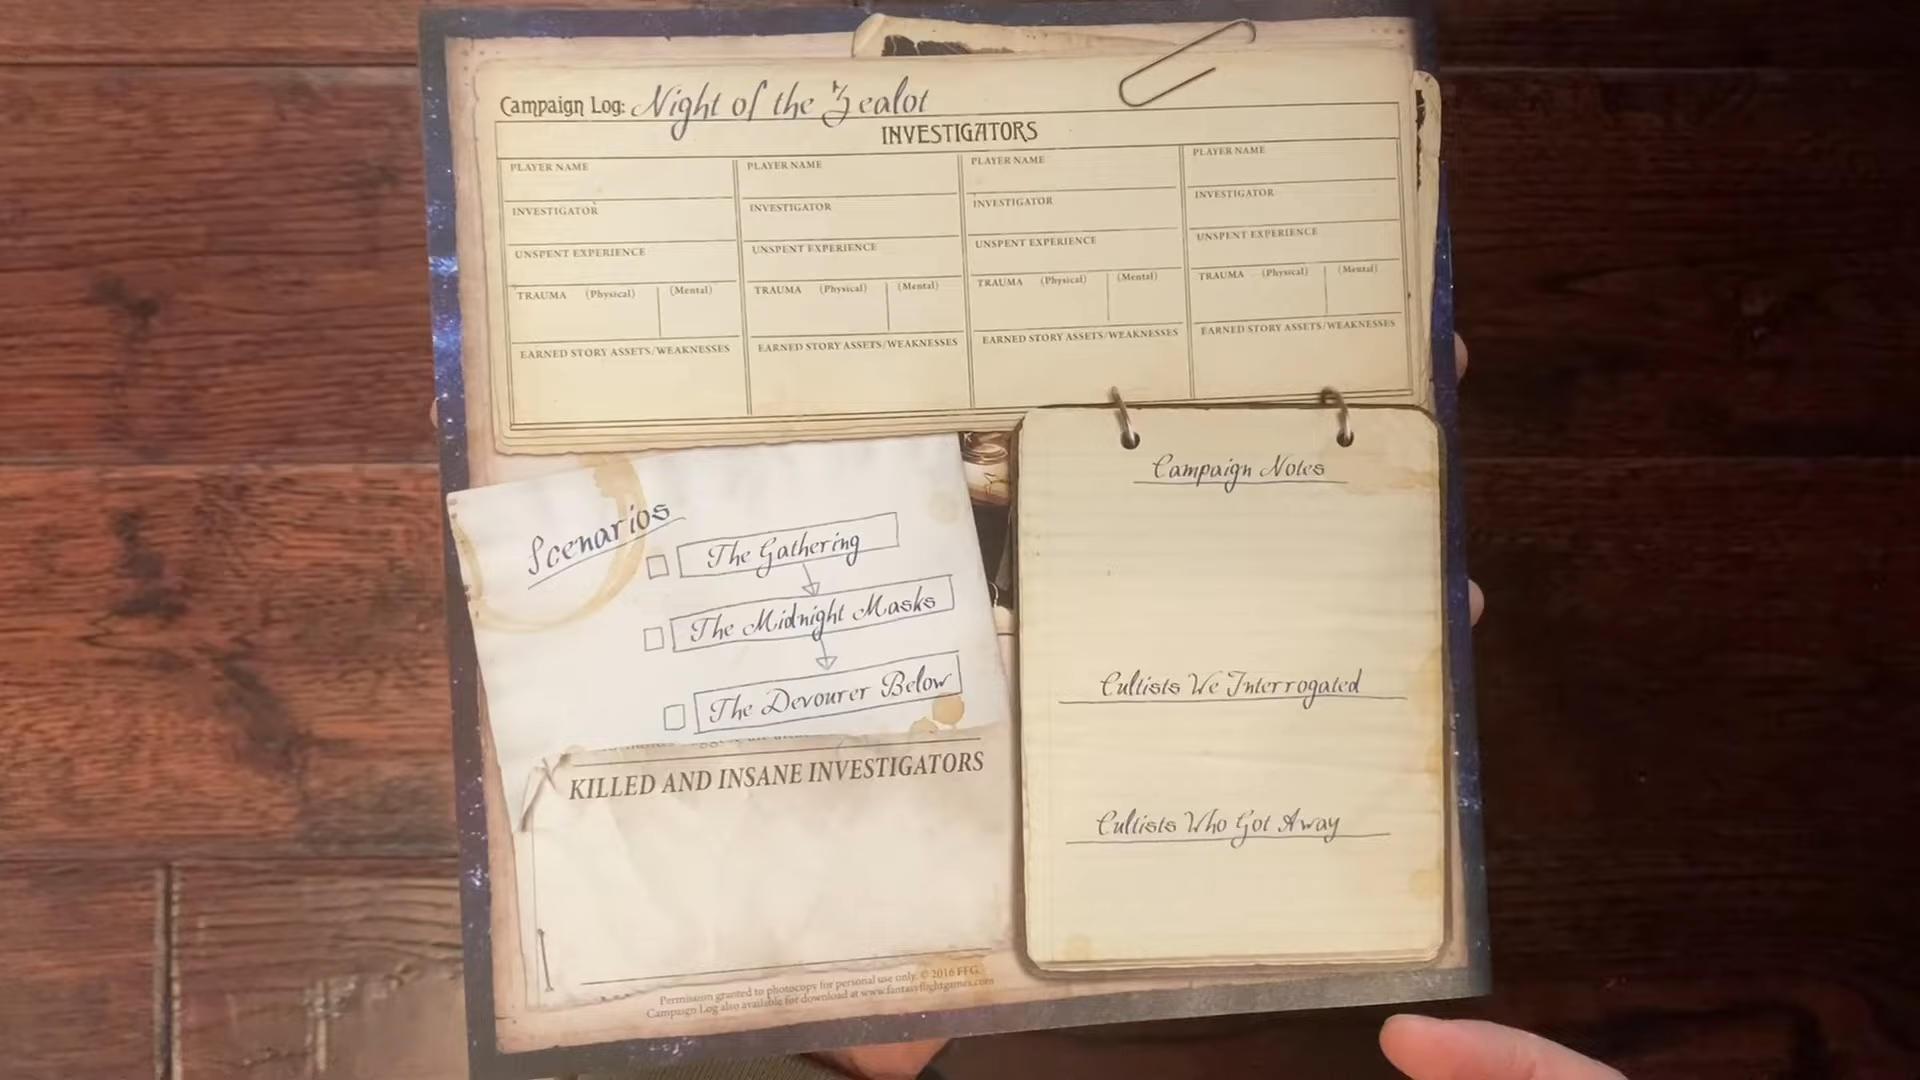 Campaign Log: Night of the Zealot
INVESTIGATORS
PLAYER NAME
INVESTIGATOR
UNSPENT EXPERIENCE
TRAUMA (Physical) (Mental)
EARNED STORY ASSETS/WEAKNESSES
PLAYER NAME
INVESTIGATOR
UNSPENT EXPERIENCE
TRAUMA (Physical) (Mental)
EARNED STORY ASSETS/WEAKNESSES
PLAYER NAME
INVESTIGATOR
UNSPENT EXPERIENCE
TRAUMA (Physical) (Mental)
EARNED STORY ASSETS/WEAKNESSES
PLAYER NAME
INVESTIGATOR
UNSPENT EXPERIENCE
TRAUMA (Physical) (Mental)
EARNED STORY ASSETS/WEAKNESSES
Scenarios
The Gathering
The Midnight Masks
The Devourer Below
KILLED AND INSANE INVESTIGATORS
Permission granted to photocopy for personal use only. © 2016 FFG.
Campaign Log also available for download at www.fantasyflightgames.com
Campaign Notes
Cultists We Interrogated
Cultists Who Got Away